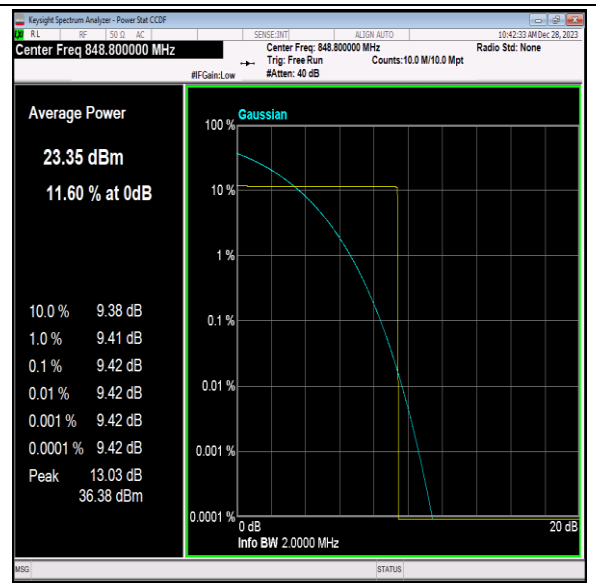 Keysight Spectrum Analyzer - Power Stat CCDF
RL RF 50 Ω AC SENSE:INT ALIGN AUTO 10:42:33 AM Dec 28, 2023
Center Freq 848.800000 MHz
Center Freq: 848.800000 MHz Radio Std: None
Trig: Free Run Counts:10.0 M/10.0 Mpt
#IFGain:Low #Atten: 40 dB
Average Power
23.35 dBm
11.60 % at 0dB
10.0 % 9.38 dB
1.0 % 9.41 dB
0.1 % 9.42 dB
0.01 % 9.42 dB
0.001 % 9.42 dB
0.0001 % 9.42 dB
Peak 13.03 dB
36.38 dBm
Gaussian
100 %
10 %
1 %
0.1 %
0.01 %
0.001 %
0.0001 %
0 dB 20 dB
Info BW 2.0000 MHz
MSG STATUS